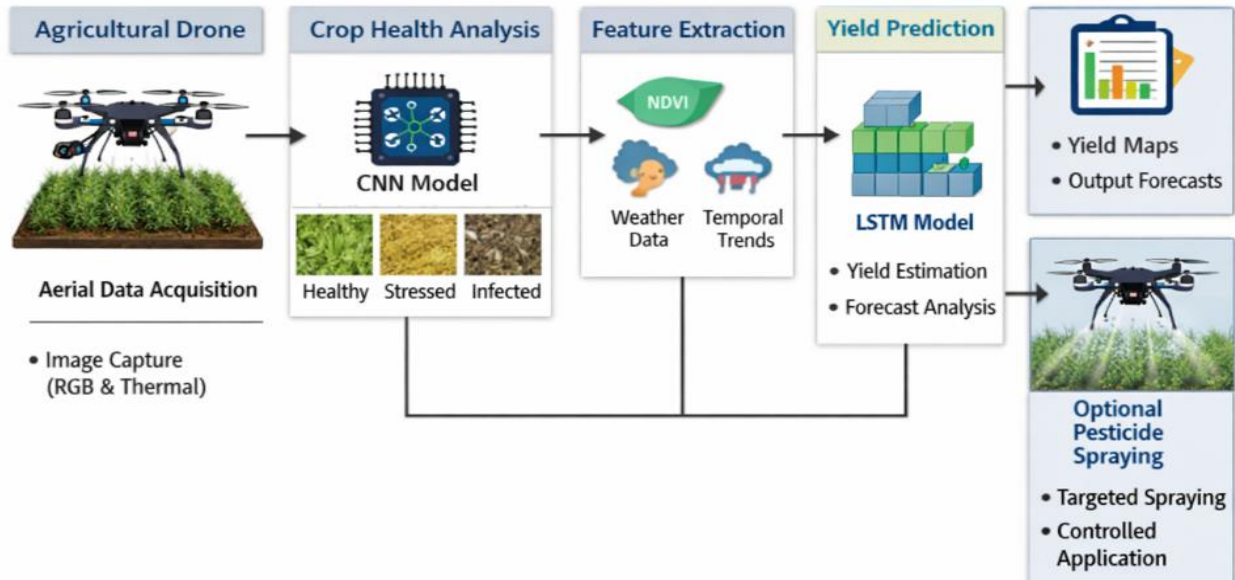 Agricultural Drone
Aerial Data Acquisition
• Image Capture
(RGB & Thermal)
Crop Health Analysis
CNN Model
Healthy
Stressed
Infected
Feature Extraction
NDVI
Weather
Data
Temporal
Trends
Yield Prediction
LSTM Model
• Yield Estimation
• Forecast Analysis
• Yield Maps
• Output Forecasts
Optional
Pesticide
Spraying
• Targeted Spraying
• Controlled
Application